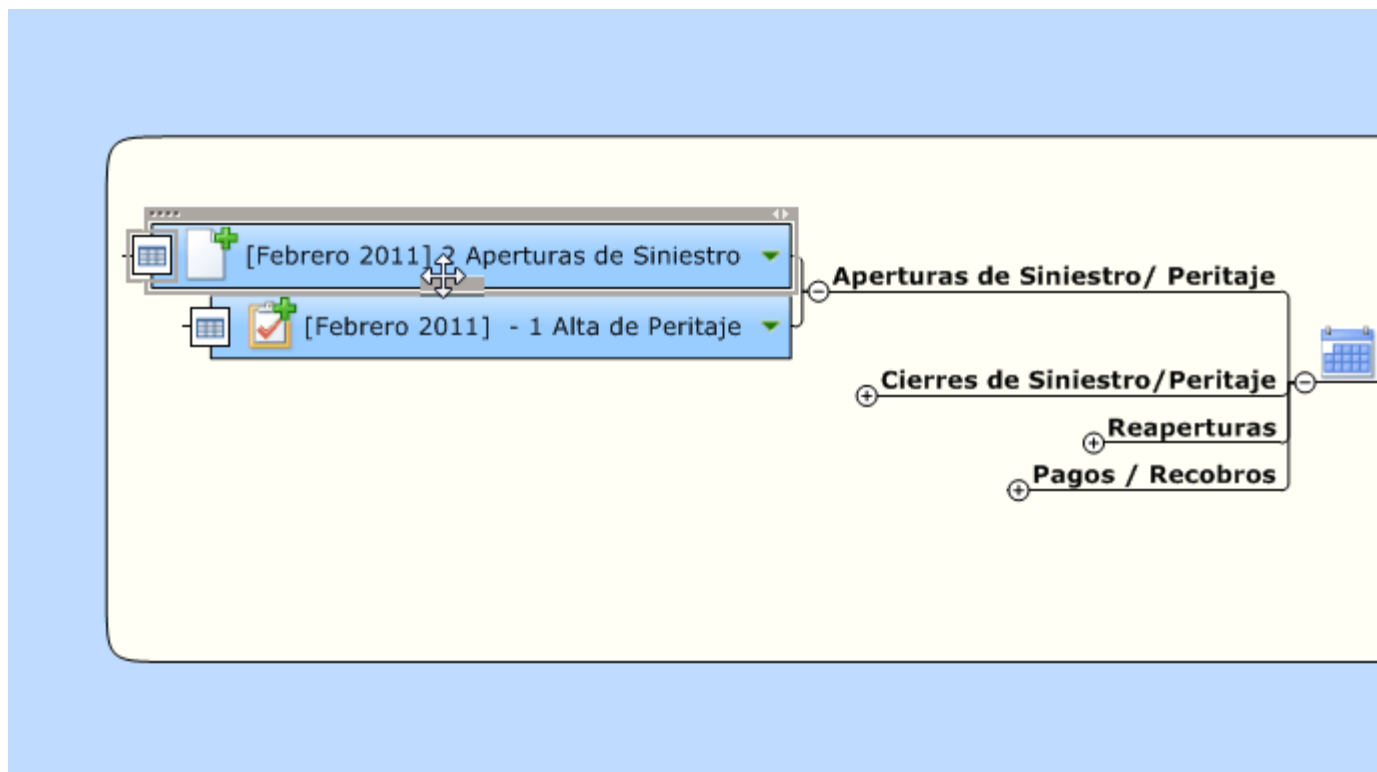 [Febrero 2011] 2 Aperturas de Siniestro
[Febrero 2011] - 1 Alta de Peritaje
Aperturas de Siniestro/ Peritaje
Cierres de Siniestro/Peritaje
Reaperturas
Pagos / Recobros